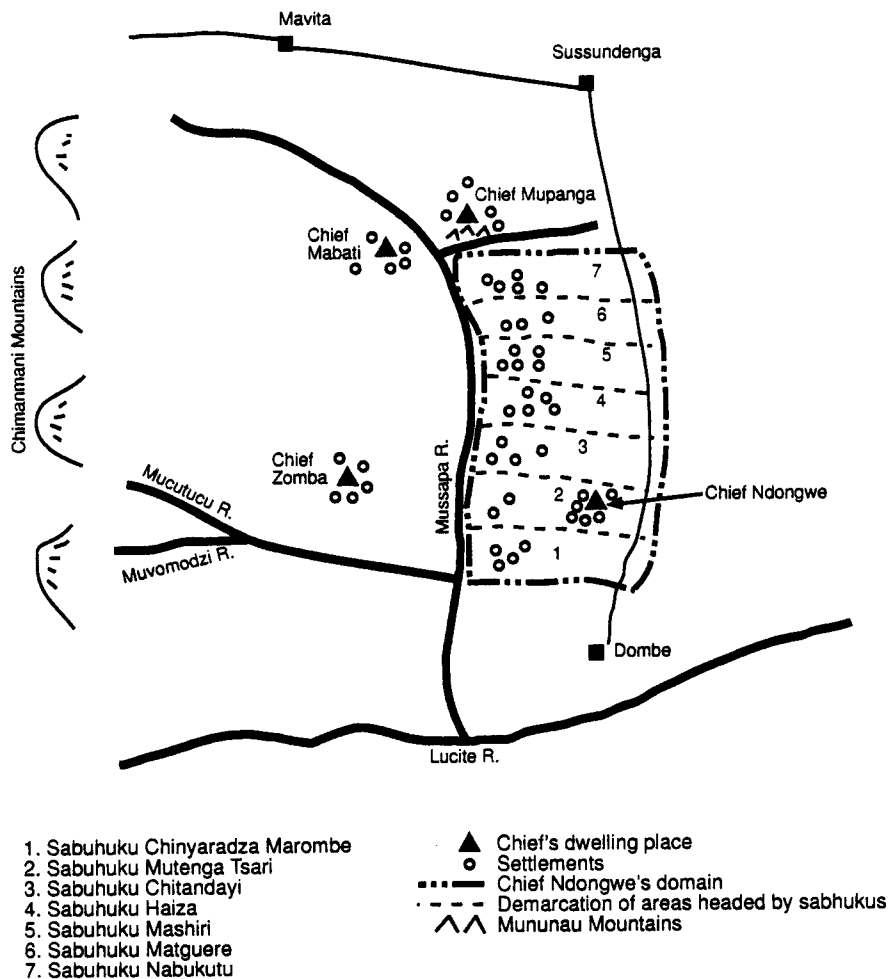 Mavita
Sussundenga
Chief Mupanga
Chief
Mabati
7
6
5
4
3
2
1
Chimanmani Mountains
Chief
Zomba
Mussapa R.
Chief Ndongwe
Mucutucu R.
Muvomodzi R.
Dombe
Lucite R.
1. Sabuhuku Chinyaradza Marombe
2. Sabuhuku Mutenga Tsari
3. Sabuhuku Chitandayi
4. Sabuhuku Haiza
5. Sabuhuku Mashiri
6. Sabuhuku Matguere
7. Sabuhuku Nabukutu
Chief's dwelling place
Settlements
Chief Ndongwe's domain
Demarcation of areas headed by sabhukus
Mununau Mountains